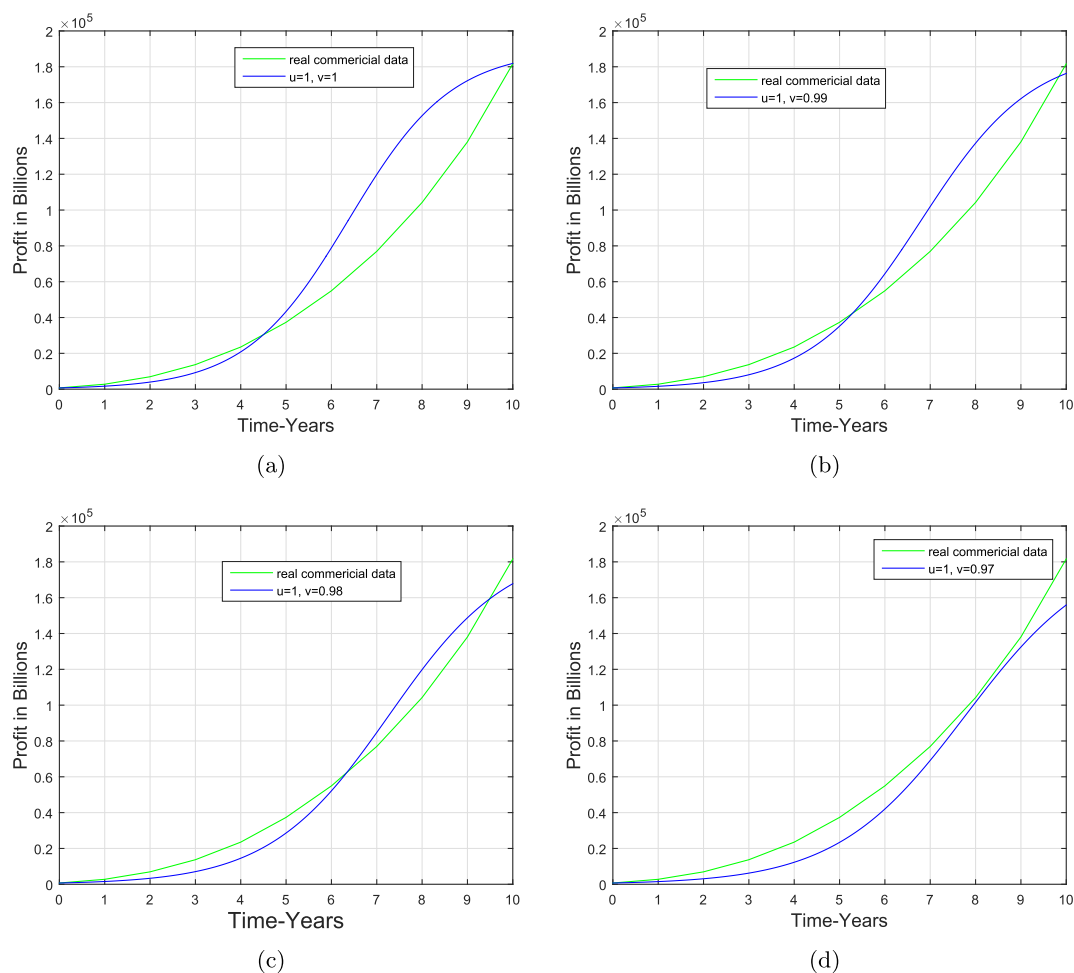 ×10^5
2
1.8
1.6
1.4
1.2
1
0.8
0.6
0.4
0.2
0
Profit in Billions
real commericial data
u=1, v=1
0 1 2 3 4 5 6 7 8 9 10
Time-Years
(a)
×10^5
2
1.8
1.6
1.4
1.2
1
0.8
0.6
0.4
0.2
0
Profit in Billions
real commericial data
u=1, v=0.99
0 1 2 3 4 5 6 7 8 9 10
Time-Years
(b)
×10^5
2
1.8
1.6
1.4
1.2
1
0.8
0.6
0.4
0.2
0
Profit in Billions
real commericial data
u=1, v=0.98
0 1 2 3 4 5 6 7 8 9 10
Time-Years
(c)
×10^5
2
1.8
1.6
1.4
1.2
1
0.8
0.6
0.4
0.2
0
Profit in Billions
real commericial data
u=1, v=0.97
0 1 2 3 4 5 6 7 8 9 10
Time-Years
(d)